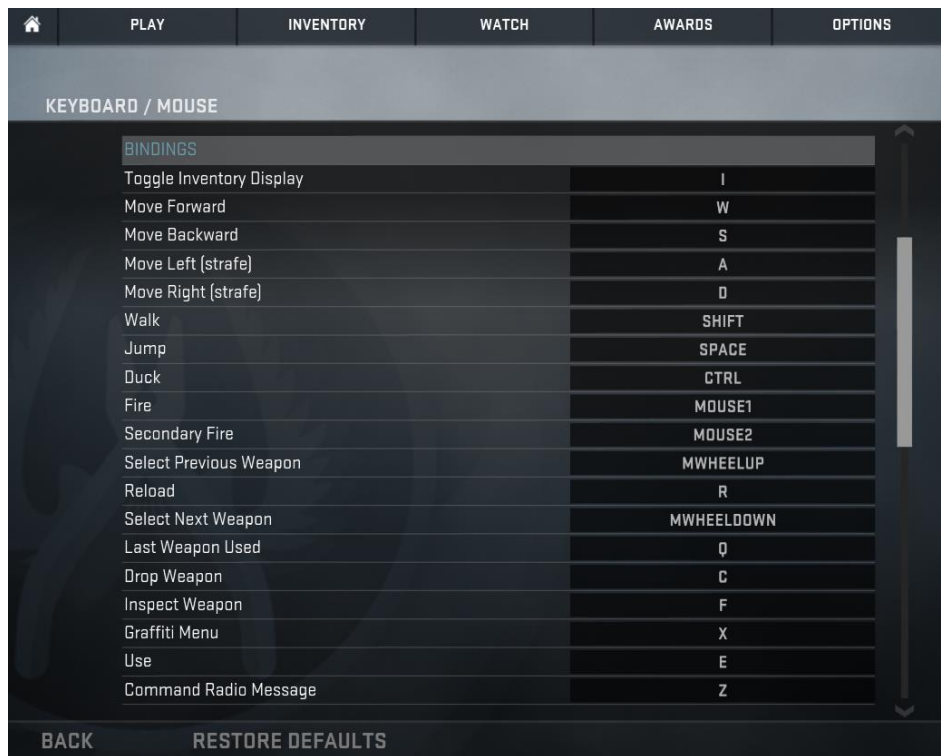 PLAY INVENTORY WATCH AWARDS OPTIONS
KEYBOARD / MOUSE
BINDINGS
Toggle Inventory Display I
Move Forward W
Move Backward S
Move Left (strafe) A
Move Right (strafe) D
Walk SHIFT
Jump SPACE
Duck CTRL
Fire MOUSE1
Secondary Fire MOUSE2
Select Previous Weapon MWHEELUP
Reload R
Select Next Weapon MWHEELDOWN
Last Weapon Used Q
Drop Weapon C
Inspect Weapon F
Graffiti Menu X
Use E
Command Radio Message Z
BACK RESTORE DEFAULTS